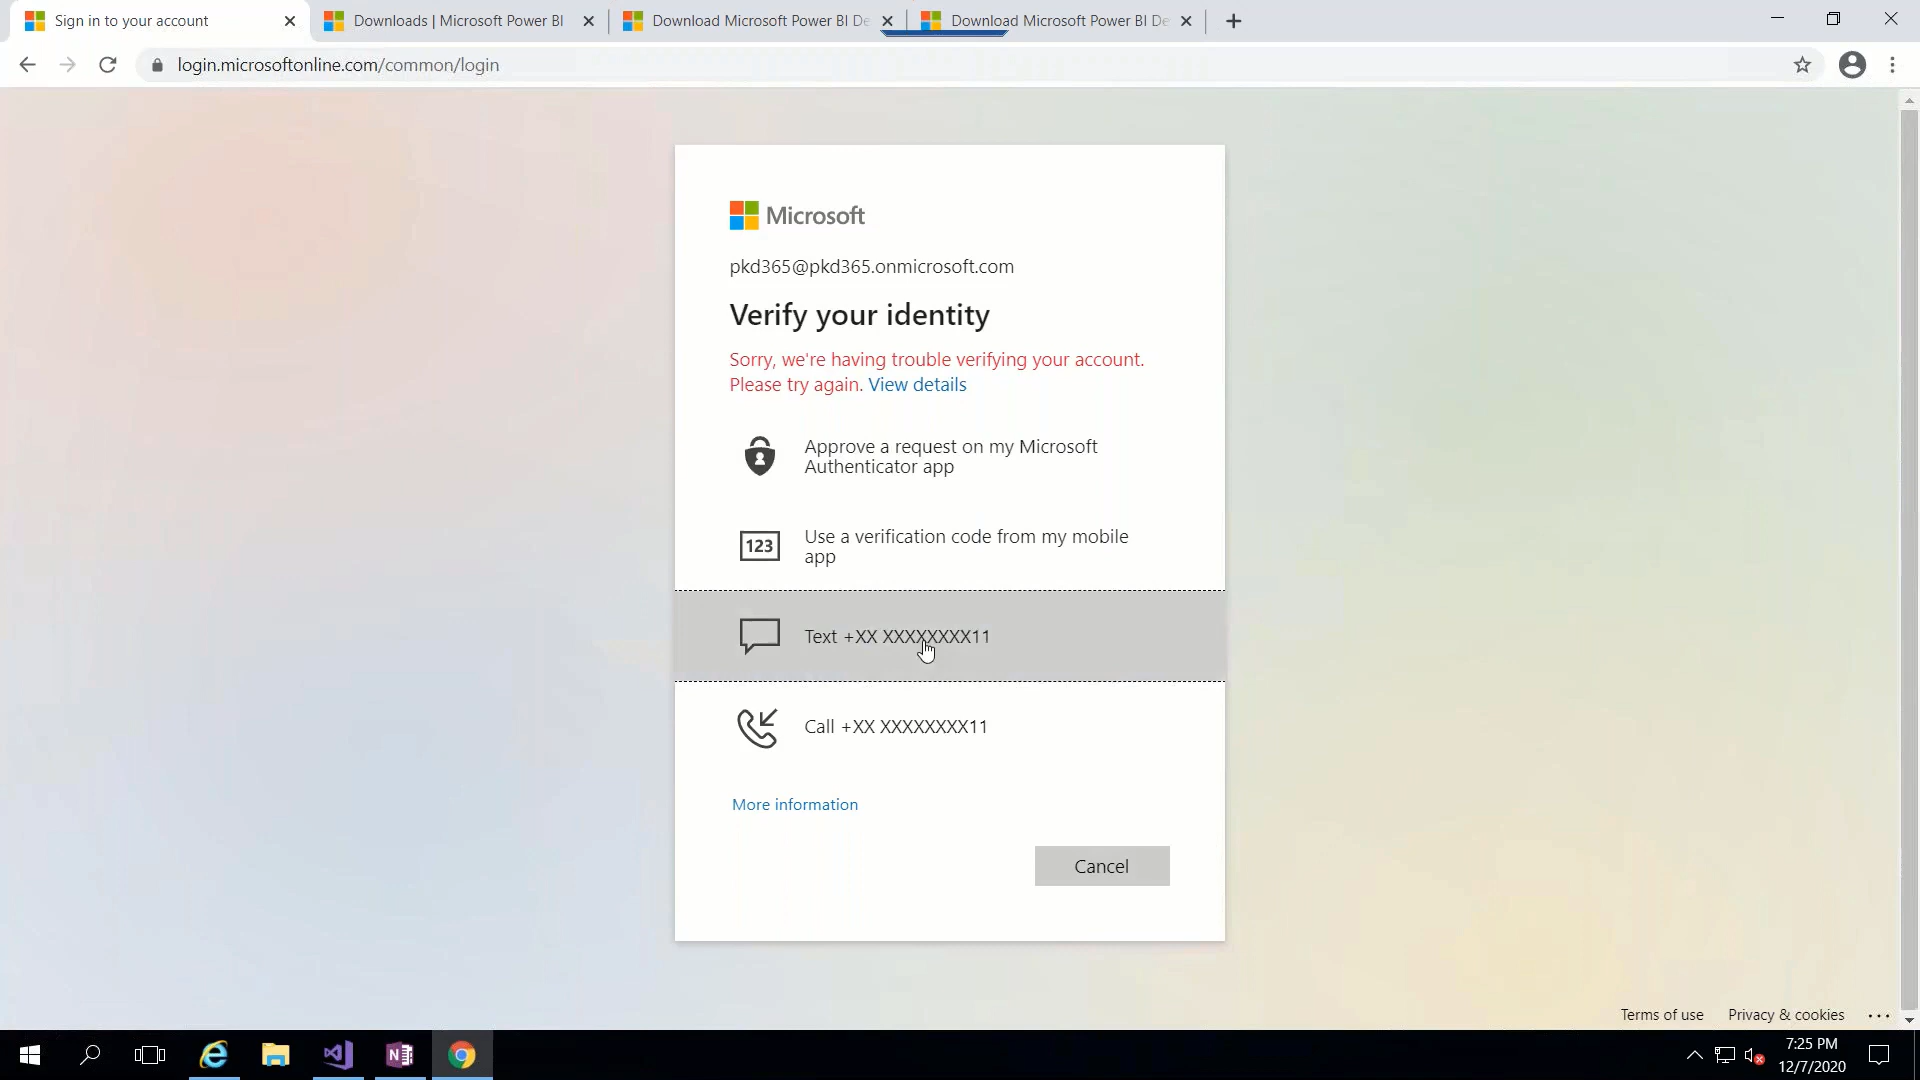 Sign in to your account
Downloads | Microsoft Power BI
Download Microsoft Power BI De
Download Microsoft Power BI De
login.microsoftonline.com/common/login
Microsoft
pkd365@pkd365.onmicrosoft.com
Verify your identity
Sorry, we're having trouble verifying your account.
Please try again. View details
Approve a request on my Microsoft
Authenticator app
123
Use a verification code from my mobile
app
Text +XX XXXXXXXX11
Call +XX XXXXXXXX11
More information
Cancel
Terms of use
Privacy & cookies
7:25 PM
12/7/2020